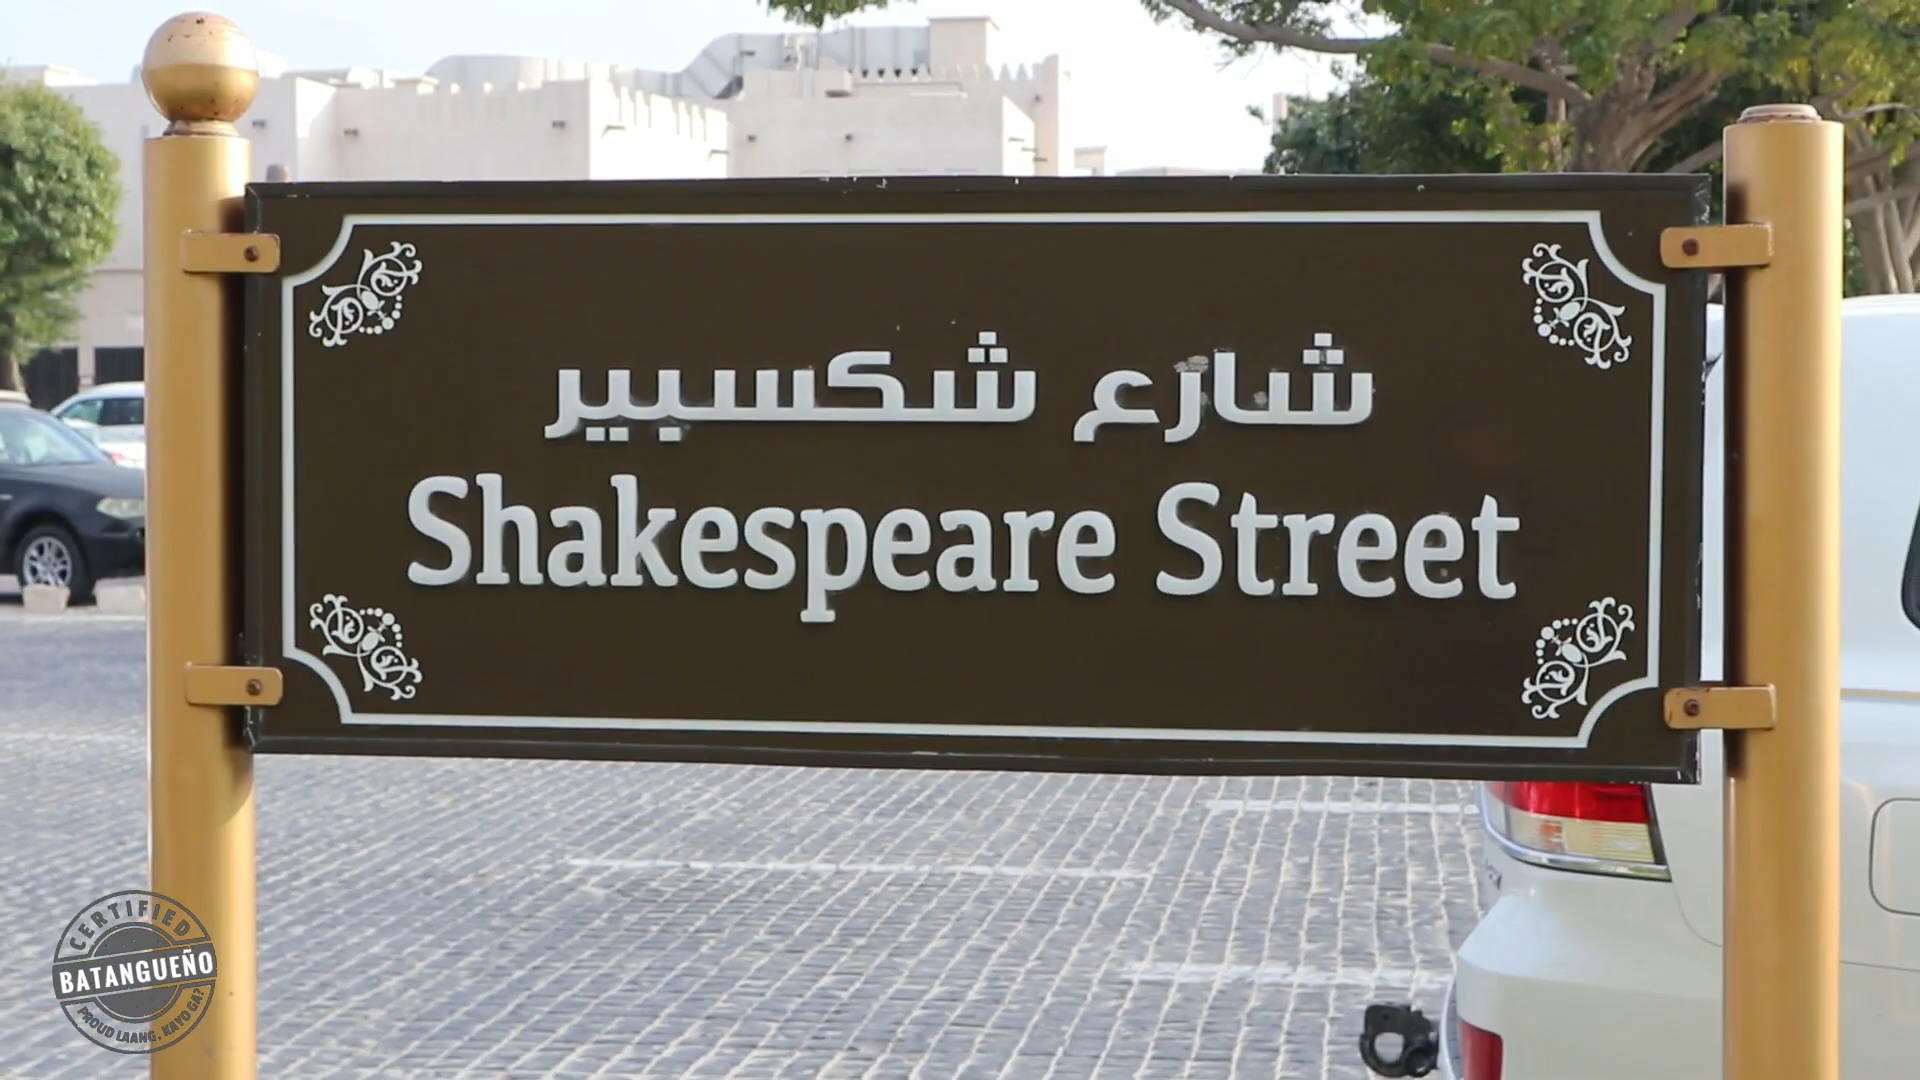 شارع شكسبير
Shakespeare Street
CERTIFIED
BATANGUEÑO
PROUD LAANG, KAYO GA?